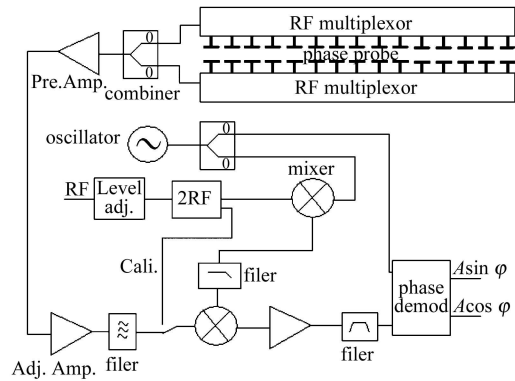 RF multiplexor
phase probe
RF multiplexor
Pre.Amp.
0
0
combiner
oscillator
0
0
mixer
RF
Level
adj.
2RF
Cali.
filer
phase
demod
Asin φ
Acos φ
Adj. Amp.
filer
filer